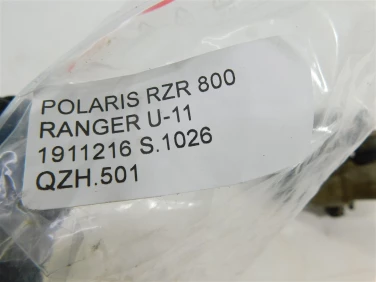 POLARIS RZR 800
RANGER U-11
1911216 S.1026
QZH.501